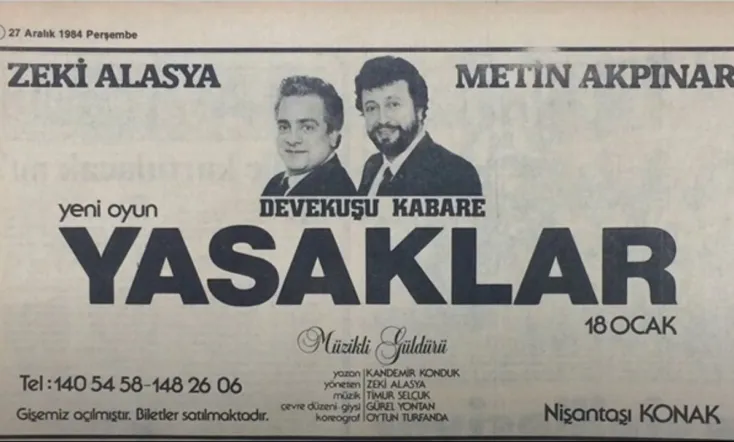 27 Aralık 1984 Perşembe
ZEKİ ALASYA
METİN AKPINAR
yeni oyun
DEVEKUŞU KABARE
YASAKLAR
18 OCAK
Müzikli Güldürü
yazan KANDEMİR KONDUK
yöneten ZEKİ ALASYA
müzik TİMUR SELÇUK
çevre düzeni-giysi GÜREL YONTAN
koreograf OYTUN TURFANDA
Tel: 140 54 58-148 26 06
Gişemiz açılmıştır. Biletler satılmaktadır.
Nişantaşı KONAK